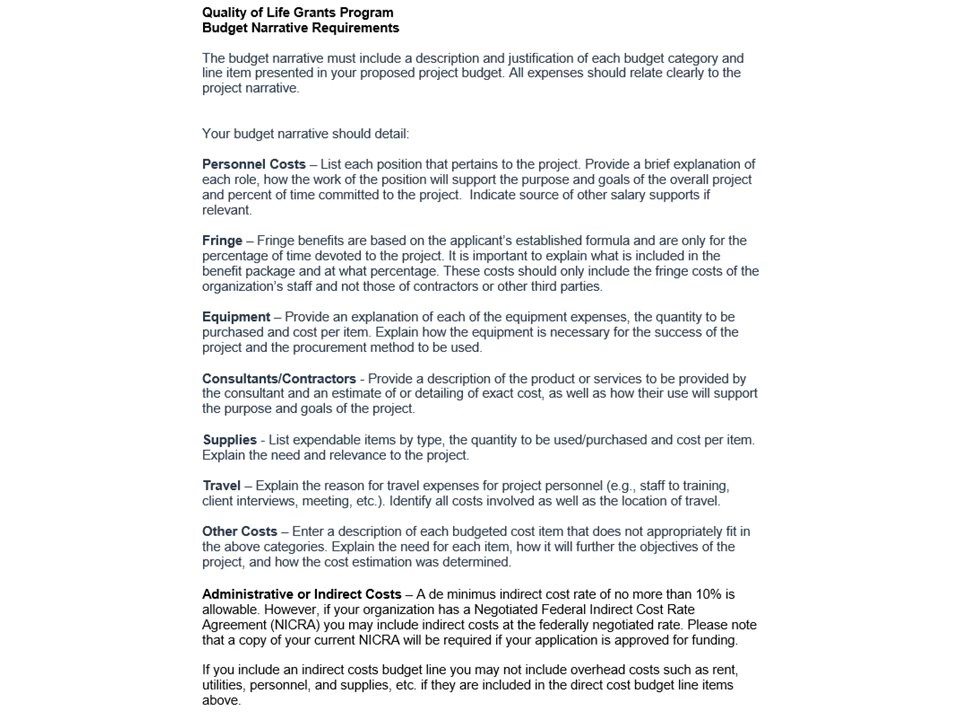 Quality of Life Grants Program
Budget Narrative Requirements
The budget narrative must include a description and justification of each budget category and
line item presented in your proposed project budget. All expenses should relate clearly to the
project narrative.
Your budget narrative should detail:
Personnel Costs – List each position that pertains to the project. Provide a brief explanation of
each role, how the work of the position will support the purpose and goals of the overall project
and percent of time committed to the project.  Indicate source of other salary supports if
relevant.
Fringe – Fringe benefits are based on the applicant's established formula and are only for the
percentage of time devoted to the project. It is important to explain what is included in the
benefit package and at what percentage. These costs should only include the fringe costs of the
organization's staff and not those of contractors or other third parties.
Equipment – Provide an explanation of each of the equipment expenses, the quantity to be
purchased and cost per item. Explain how the equipment is necessary for the success of the
project and the procurement method to be used.
Consultants/Contractors - Provide a description of the product or services to be provided by
the consultant and an estimate of or detailing of exact cost, as well as how their use will support
the purpose and goals of the project.
Supplies - List expendable items by type, the quantity to be used/purchased and cost per item.
Explain the need and relevance to the project.
Travel – Explain the reason for travel expenses for project personnel (e.g., staff to training,
client interviews, meeting, etc.). Identify all costs involved as well as the location of travel.
Other Costs – Enter a description of each budgeted cost item that does not appropriately fit in
the above categories. Explain the need for each item, how it will further the objectives of the
project, and how the cost estimation was determined.
Administrative or Indirect Costs – A de minimus indirect cost rate of no more than 10% is
allowable. However, if your organization has a Negotiated Federal Indirect Cost Rate
Agreement (NICRA) you may include indirect costs at the federally negotiated rate. Please note
that a copy of your current NICRA will be required if your application is approved for funding.
If you include an indirect costs budget line you may not include overhead costs such as rent,
utilities, personnel, and supplies, etc. if they are included in the direct cost budget line items
above.